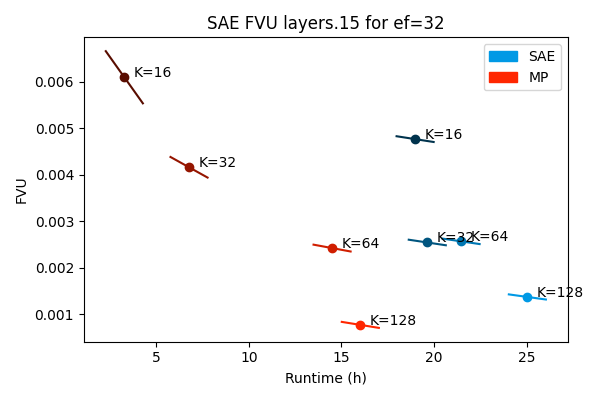 SAE FVU layers.15 for ef=32
SAE
MP
K=16
K=16
K=32
K=64
K=32
K=64
K=128
K=128
0.006
0.005
0.004
0.003
0.002
0.001
FVU
5
10
15
20
25
Runtime (h)